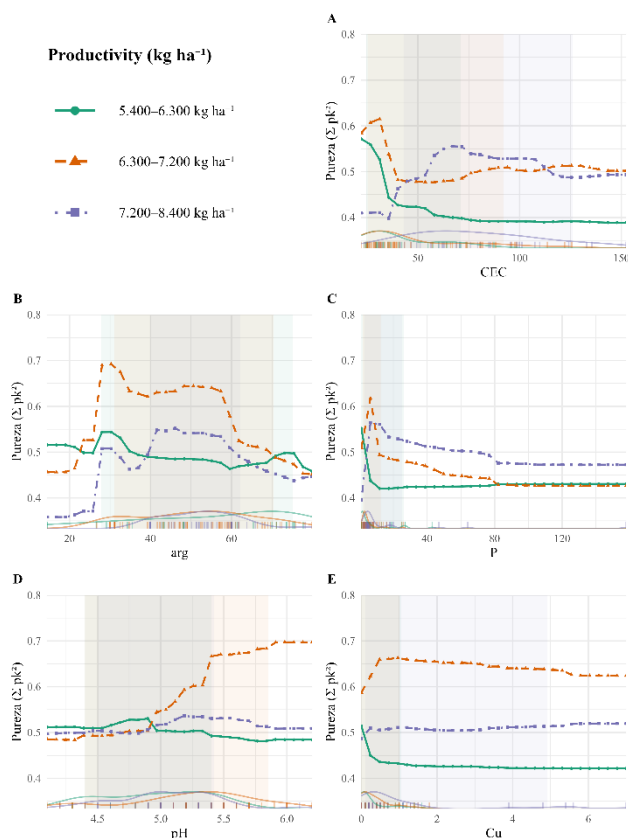 A
Productivity (kg ha⁻¹)
5.400–6.300 kg ha⁻¹
6.300–7.200 kg ha⁻¹
7.200–8.400 kg ha⁻¹
0.8
0.7
0.6
0.5
0.4
Pureza (Σ pk²)
50
100
150
CEC
B
0.8
0.7
0.6
0.5
0.4
Pureza (Σ pk²)
20
40
60
arg
C
0.8
0.7
0.6
0.5
0.4
Pureza (Σ pk²)
40
80
120
P
D
0.8
0.7
0.6
0.5
0.4
Pureza (Σ pk²)
4.5
5.0
5.5
6.0
pH
E
0.8
0.7
0.6
0.5
0.4
Pureza (Σ pk²)
0
2
4
6
Cu